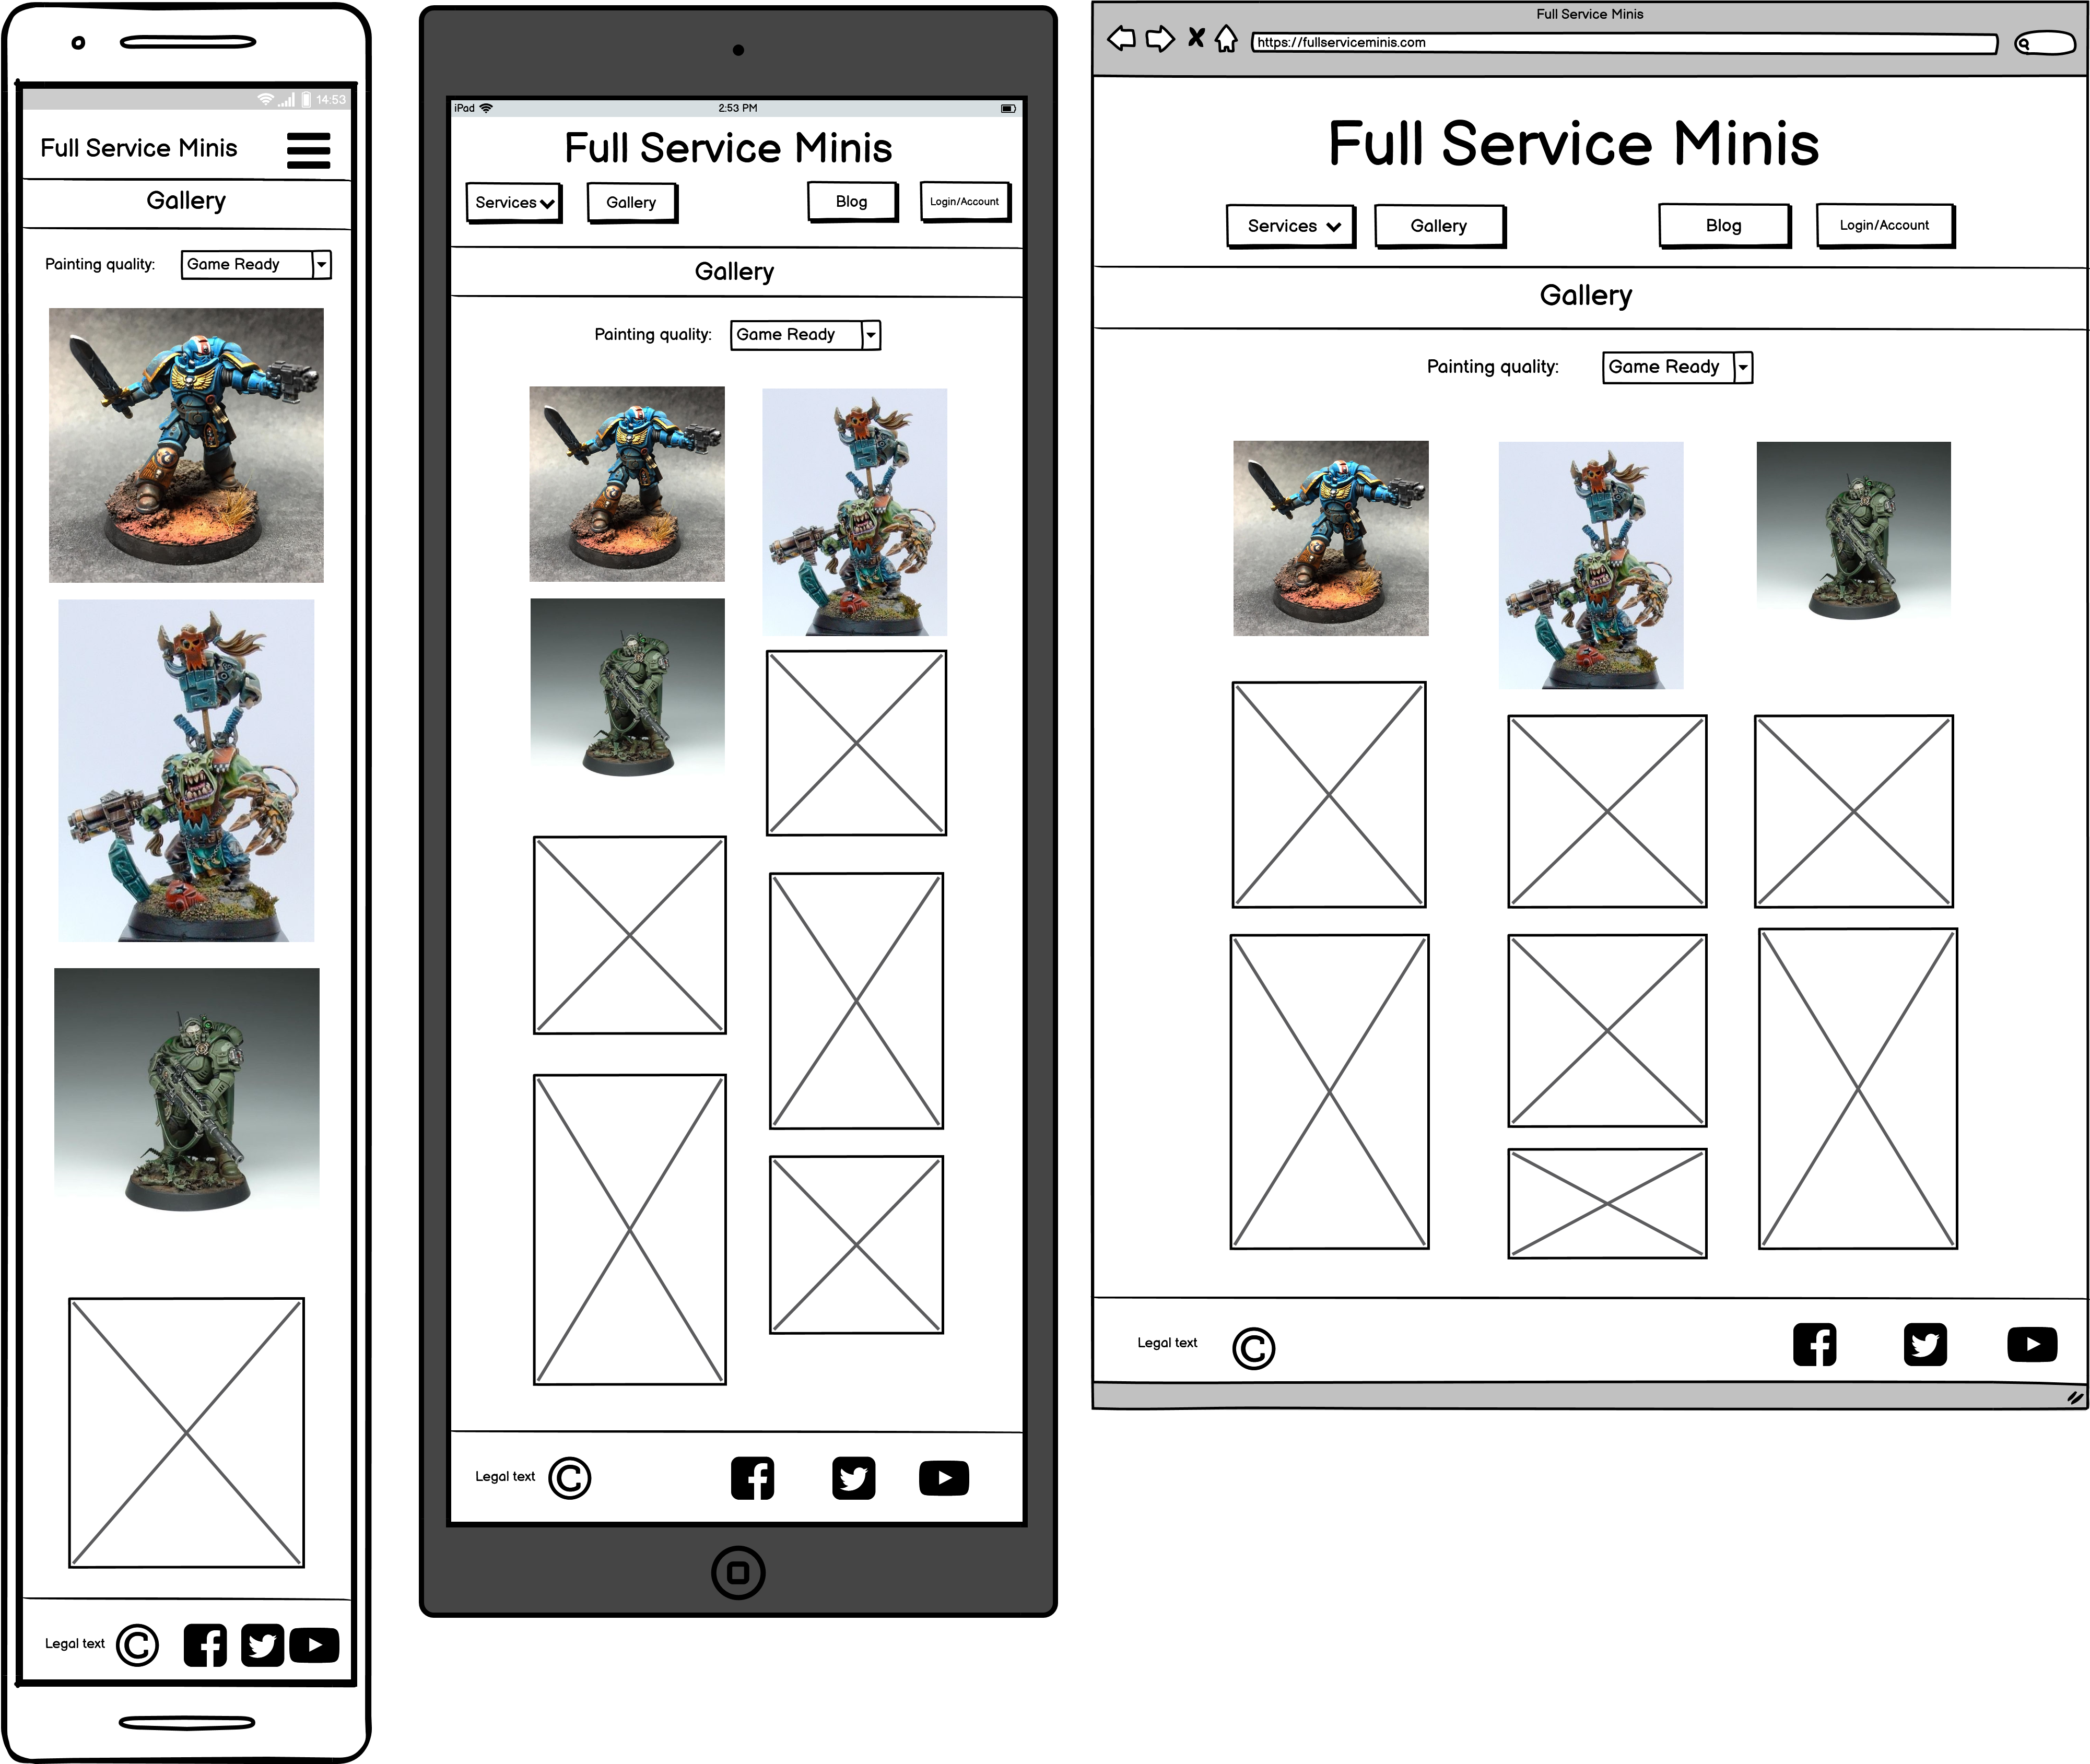 14:53
Full Service Minis
Gallery
Painting quality: Game Ready
Legal text ©
iPad 2:53 PM
Full Service Minis
Services Gallery Blog Login/Account
Gallery
Painting quality: Game Ready
Legal text ©
Full Service Minis
https://fullserviceminis.com
Full Service Minis
Services Gallery Blog Login/Account
Gallery
Painting quality: Game Ready
Legal text ©